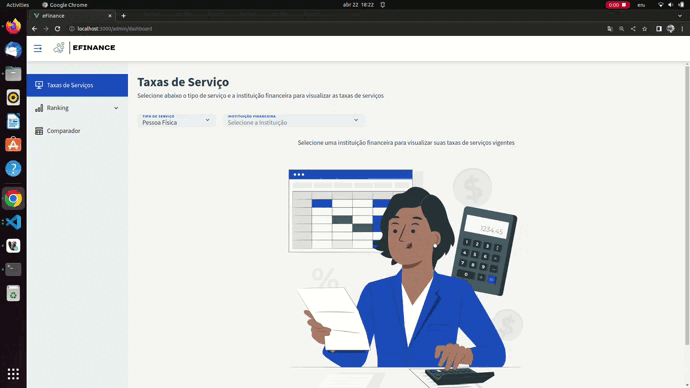 Activities
Google Chrome
abr 22 18:22
0:00
en₁
eFinance
localhost:3000/admin/dashboard
EFINANCE
Taxas de Serviços
Ranking
Comparador
Taxas de Serviço
Selecione abaixo o tipo de serviço e a instituição financeira para visualizar as taxas de serviços
TIPO DE SERVIÇO
Pessoa Física
INSTITUIÇÃO FINANCEIRA
Selecione a Instituição
Selecione uma instituição financeira para visualizar suas taxas de serviços vigentes
1234.45
%
$
$